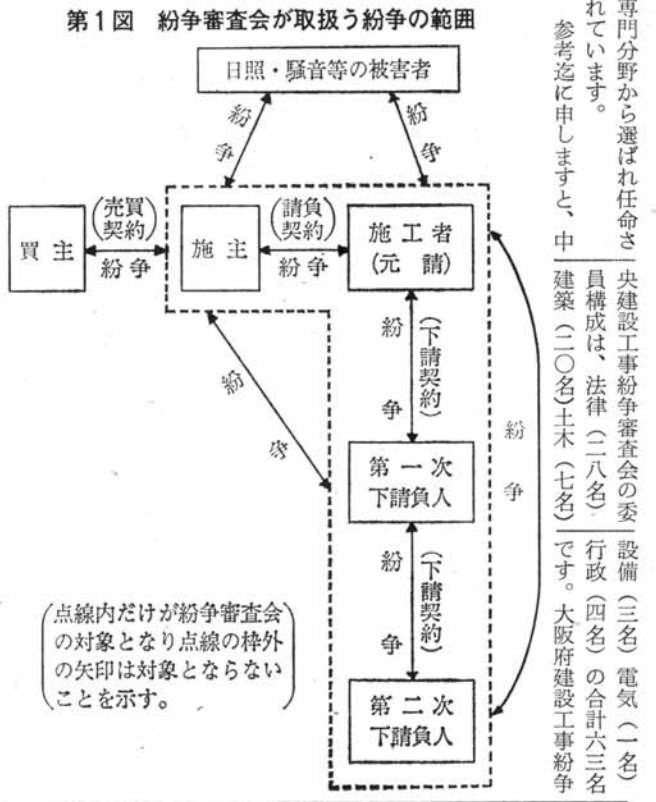 第1図 紛争審査会が取扱う紛争の範囲
日照・騒音等の被害者
紛争
紛争
買主
(売買契約)
紛争
施主
(請負契約)
紛争
施工者
(元請)
紛争
(下請契約)
紛争
紛争
第一次
下請負人
紛争
(下請契約)
第二次
下請負人
(点線内だけが紛争審査会
の対象となり点線の枠外
の矢印は対象とならない
ことを示す。)
専門分野から選ばれ任命さ
れています。
参考迄に申しますと、中
央建設工事紛争審査会の委
員構成は、法律(二八名)
建築(二〇名)土木(七名)
設備(三名)電気(一名)
行政(四名)の合計六三名
です。大阪府建設工事紛争